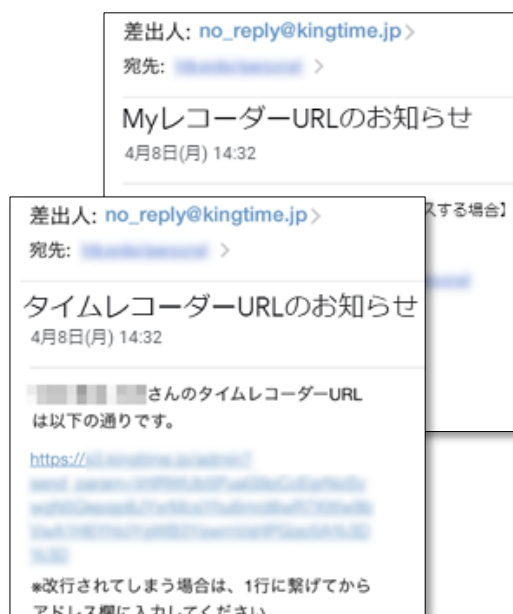 差出人: no_reply@kingtime.jp >
宛先: >
MyレコーダーURLのお知らせ
4月8日(月) 14:32
スする場合】
差出人: no_reply@kingtime.jp >
宛先: >
タイムレコーダーURLのお知らせ
4月8日(月) 14:32
さんのタイムレコーダーURL
は以下の通りです。
https://
※改行されてしまう場合は、1行に繋げてから
アドレス欄に入力してください